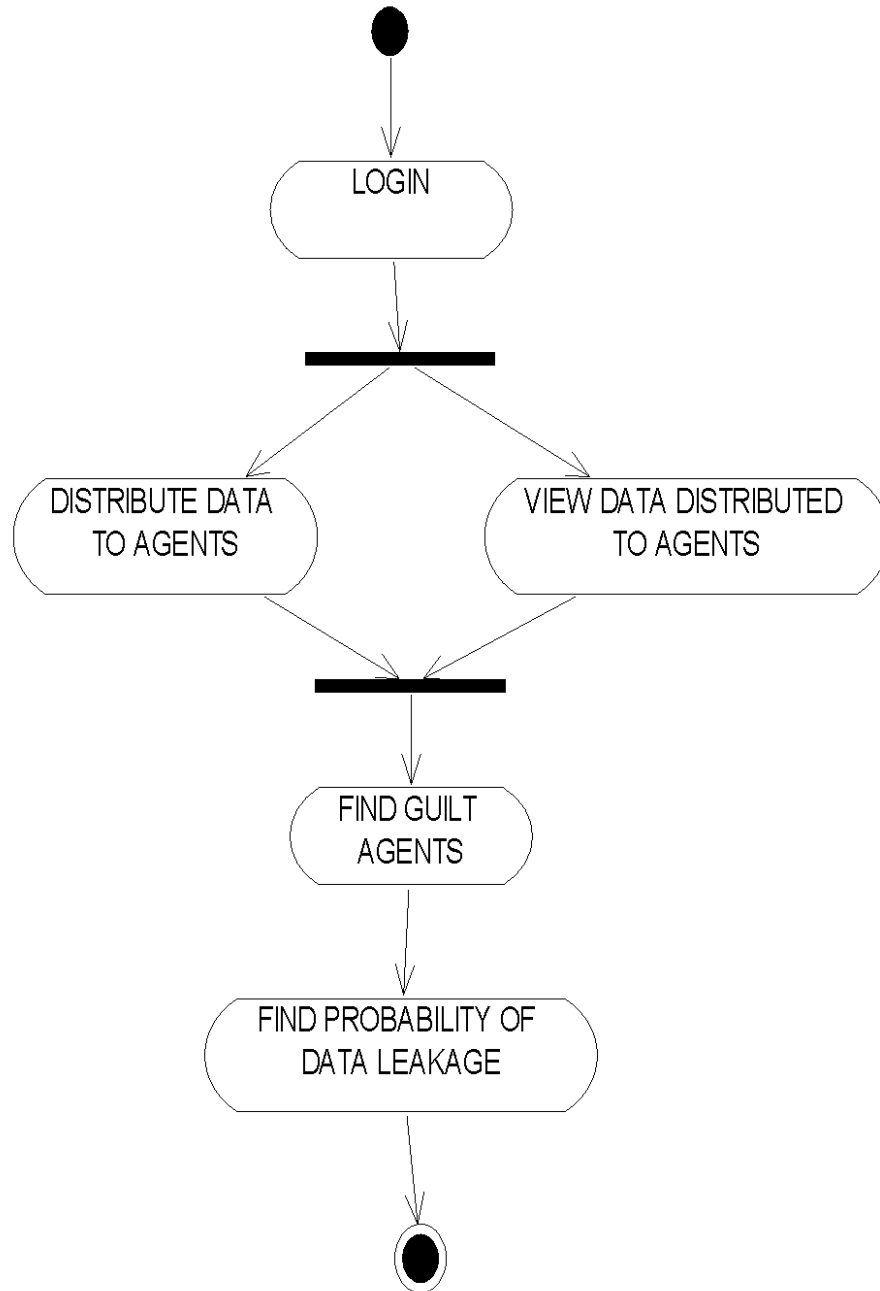 LOGIN
DISTRIBUTE DATA
TO AGENTS
VIEW DATA DISTRIBUTED
TO AGENTS
FIND GUILT
AGENTS
FIND PROBABILITY OF
DATA LEAKAGE